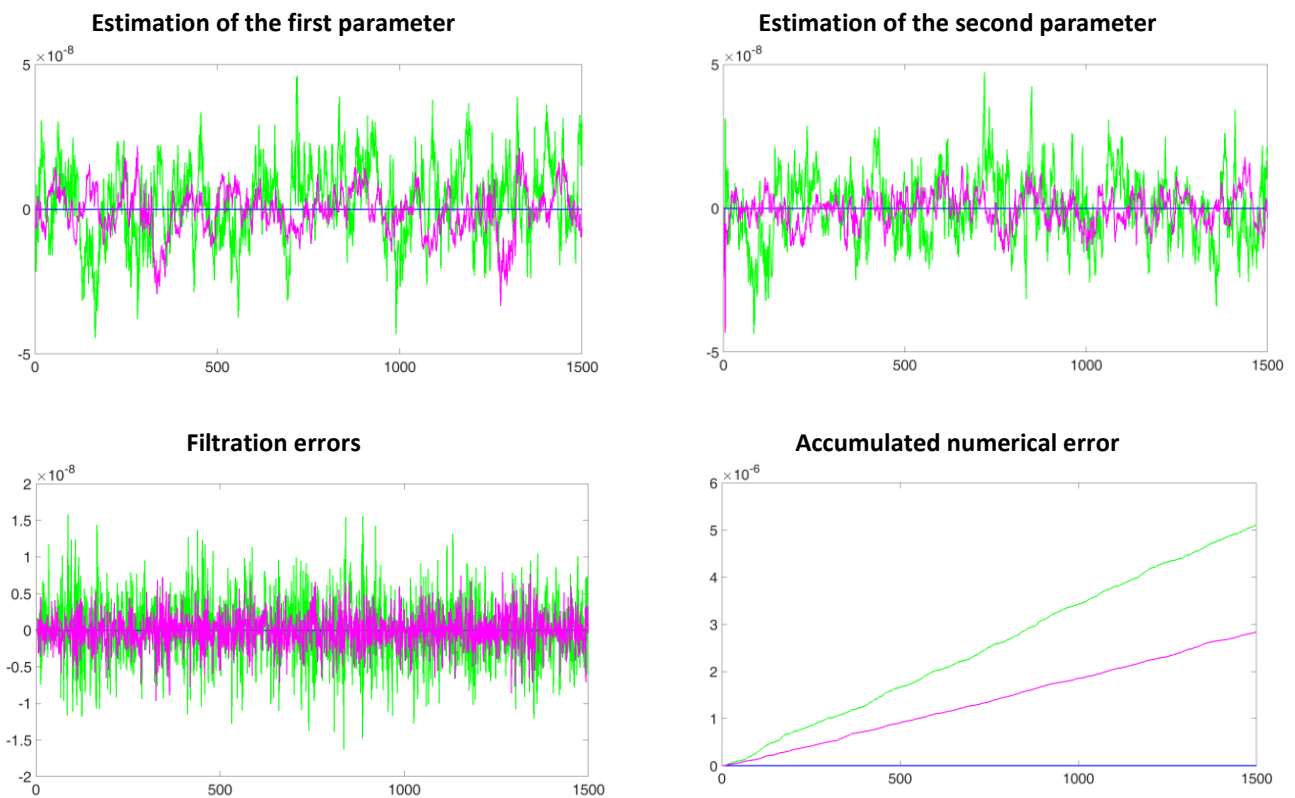 Estimation of the first parameter
Estimation of the second parameter
5 ×10-8
0
-5
0 500 1000 1500
5 ×10-8
0
-5
0 500 1000 1500
Filtration errors
Accumulated numerical error
2 ×10-8
1.5
1
0.5
0
-0.5
-1
-1.5
-2
0 500 1000 1500
6 ×10-6
5
4
3
2
1
0
0 500 1000 1500